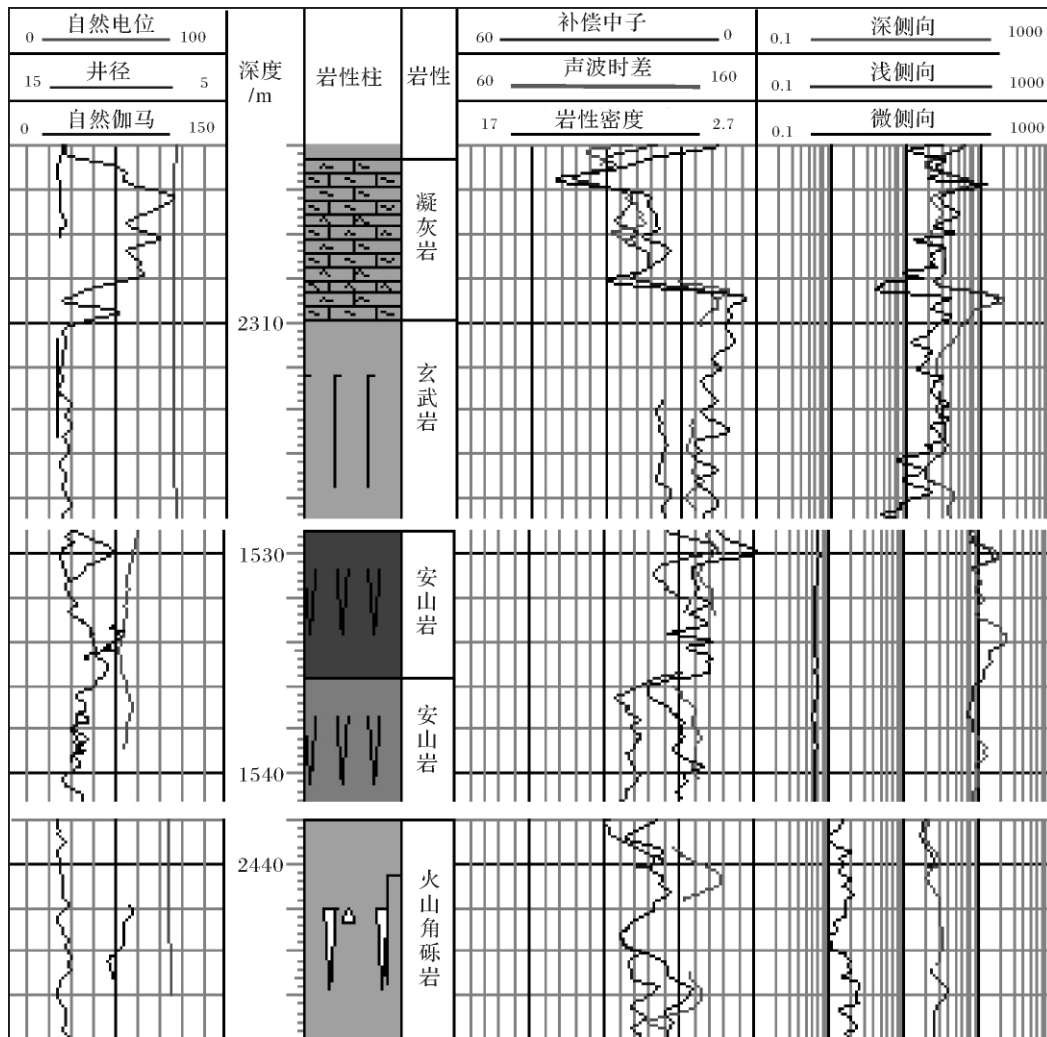 0 自然电位 100
15 井径 5
0 自然伽马 150
深度
/m
岩性柱
岩性
60 补偿中子 0
60 声波时差 160
17 岩性密度 2.7
0.1 深侧向 1000
0.1 浅侧向 1000
0.1 微侧向 1000
凝灰岩
2310
玄武岩
1530
安山岩
安山岩
1540
2440
火山角砾岩